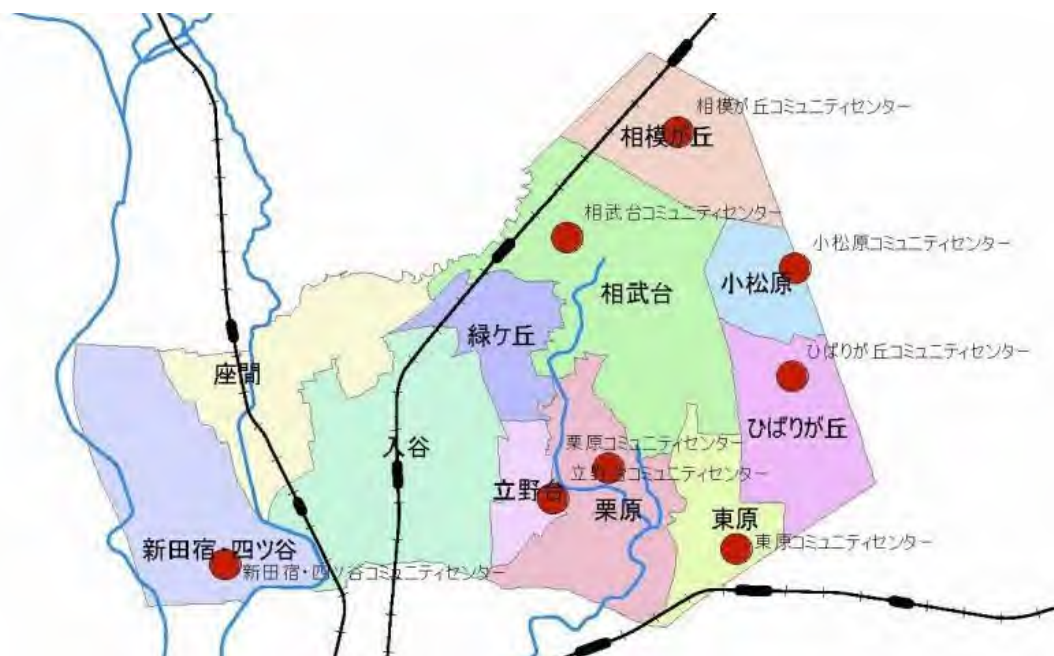 相模が丘コミュニティセンター
相模が丘
相武台コミュニティセンター
小松原コミュニティセンター
小松原
相武台
緑ケ丘
ひばりが丘コミュニティセンター
座間
ひばりが丘
入谷
栗原コミュニティセンター
立野台コミュニティセンター
立野台
栗原
東原
東原コミュニティセンター
新田宿・四ツ谷
新田宿・四ツ谷コミュニティセンター